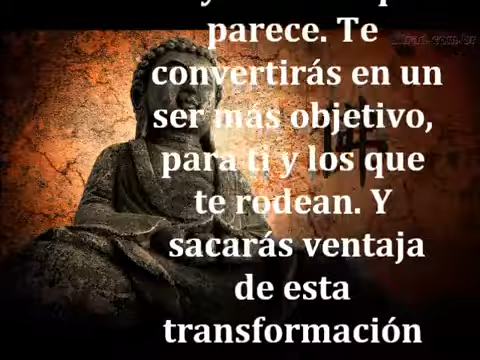 parece. Te
convertirás en un
ser más objetivo,
para ti y los que
te rodean. Y
sacarás ventaja
de esta
transformación